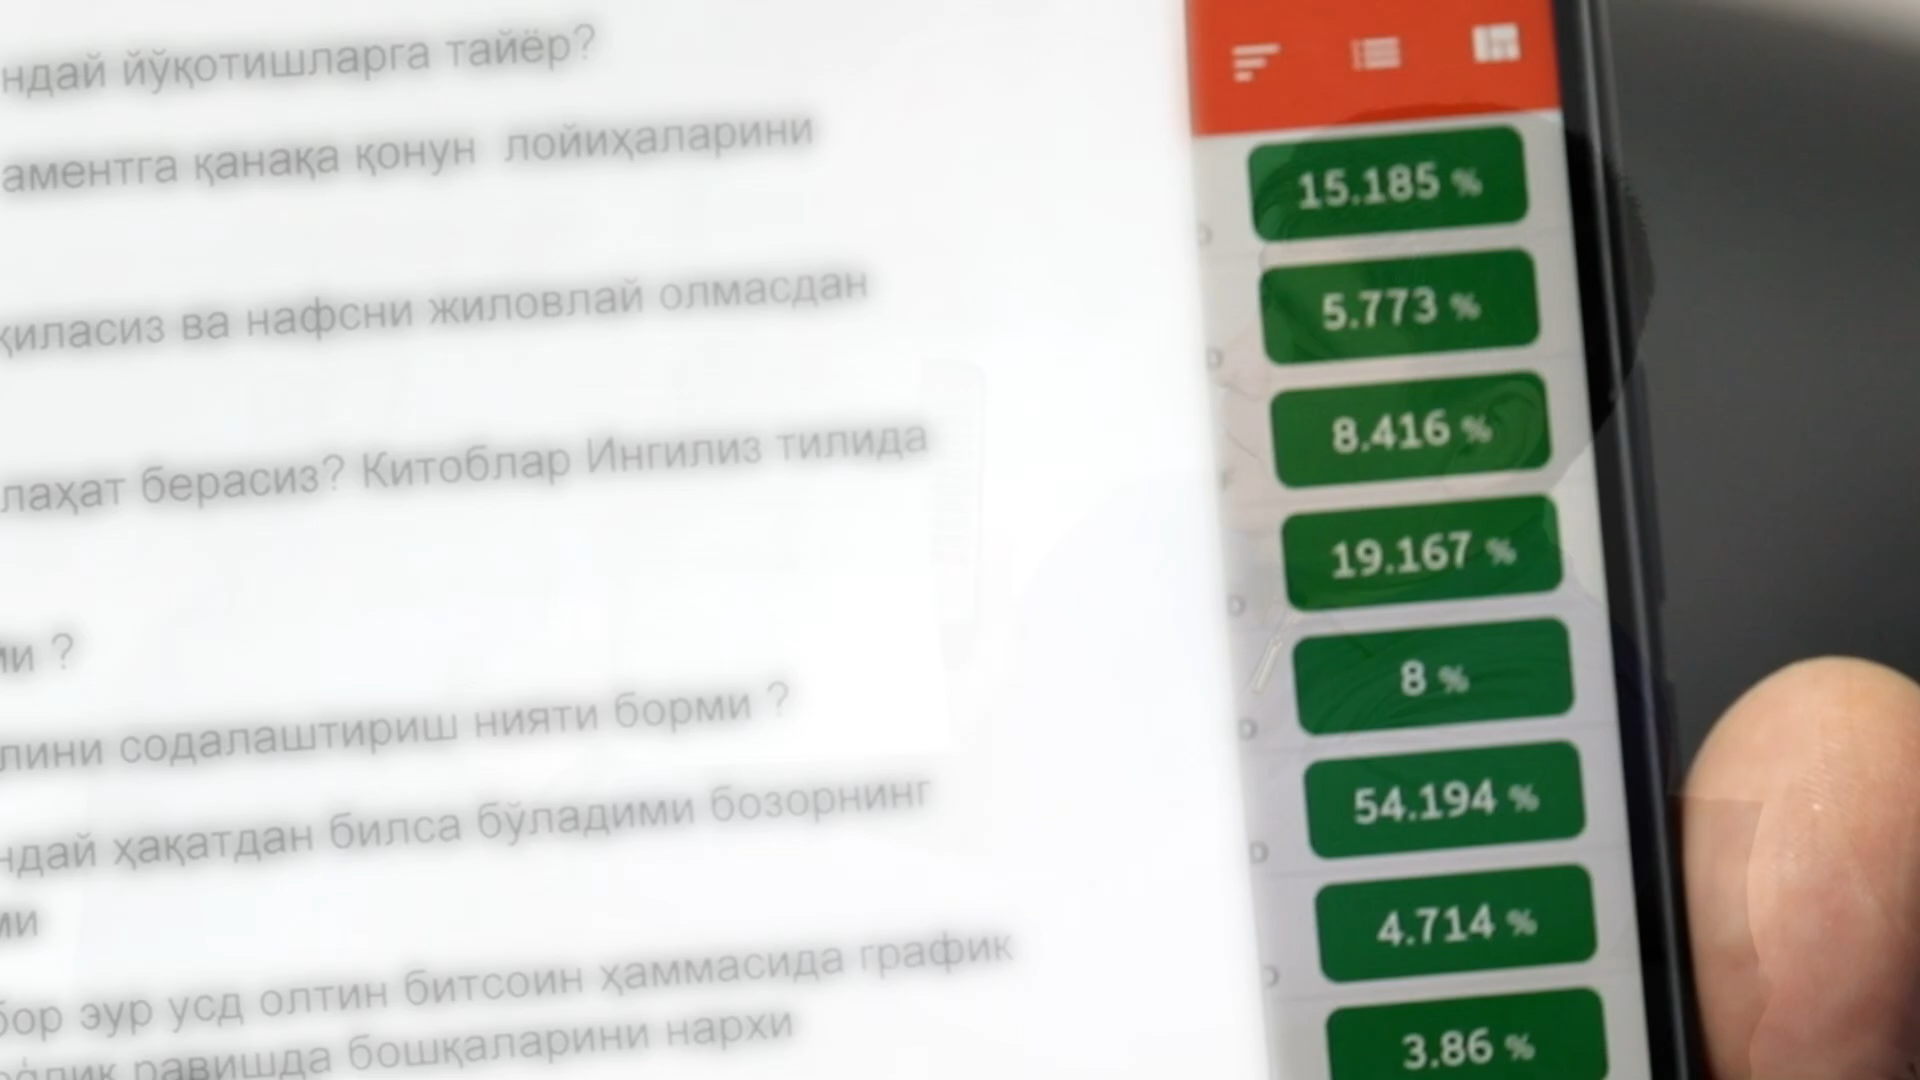 ндай йўқотишларга тайёр?
аментга қанақа қонун лойиҳаларини
қиласиз ва нафсни жиловлай олмасдан
лаҳат берасиз? Китоблар Ингилиз тилида
ми ?
лини содалаштириш нияти борми ?
ндай ҳақатдан билса бўладими бозорнинг
ми
бор эур усд олтин битсоин ҳаммасида график
равишда бошқаларини нархи
15.185 %
5.773 %
8.416 %
19.167 %
8 %
54.194 %
4.714 %
3.86 %